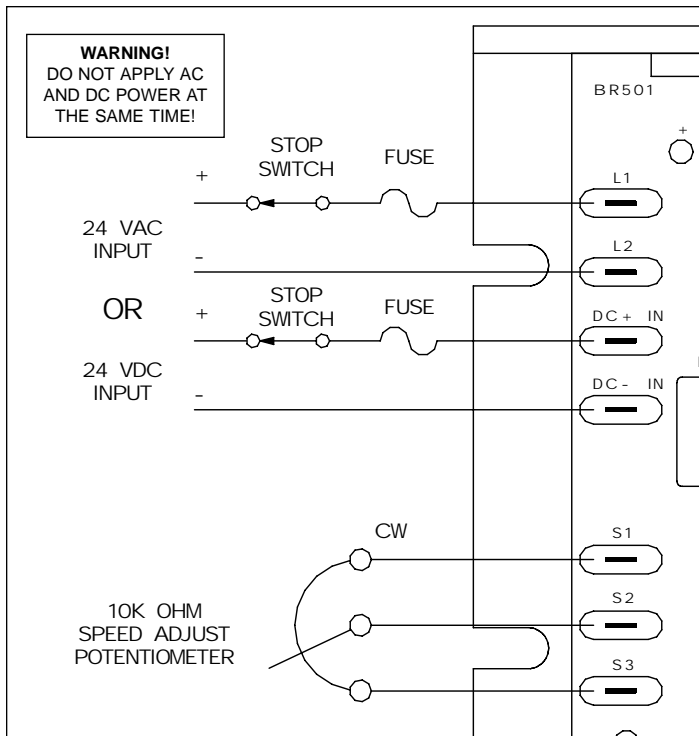 WARNING!
DO NOT APPLY AC
AND DC POWER AT
THE SAME TIME!
BR501
+
STOP
SWITCH
FUSE
L1
+
24 VAC
INPUT
-
L2
OR
STOP
SWITCH
FUSE
DC+ IN
+
24 VDC
INPUT
-
DC- IN
CW
S1
10K OHM
SPEED ADJUST
POTENTIOMETER
S2
S3